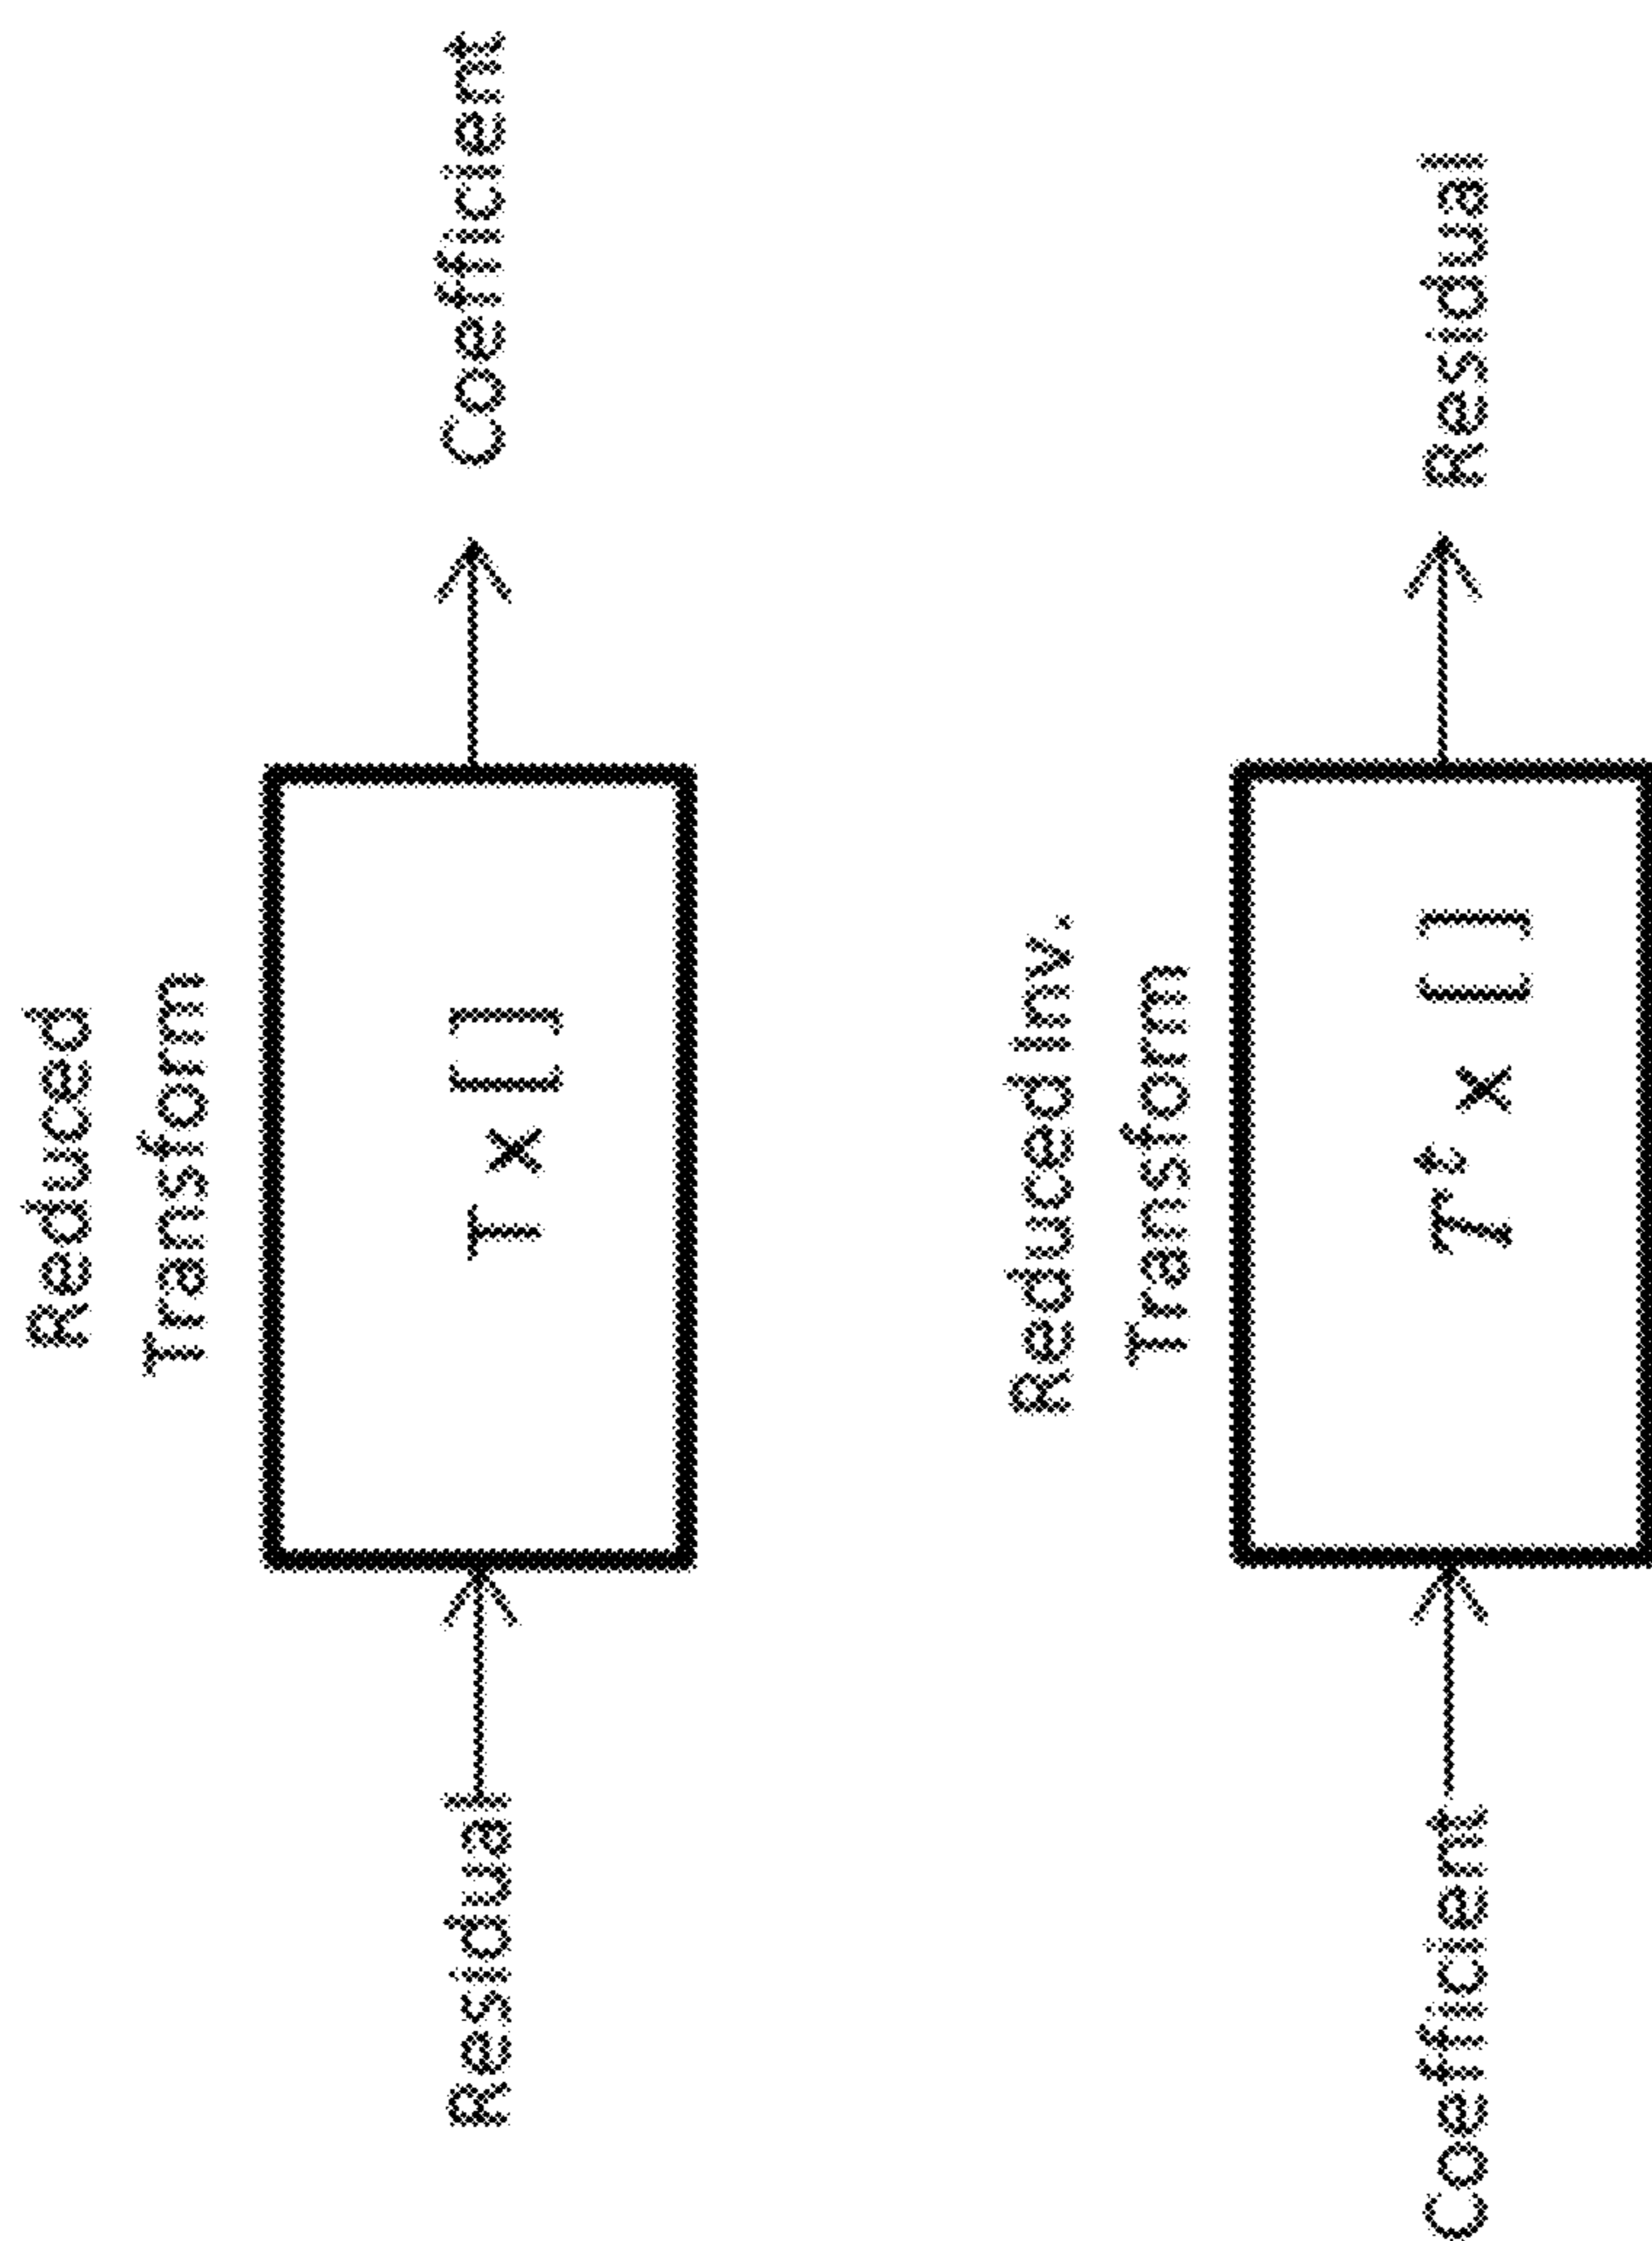 Reduced
Transform
Residual
T x [ ]
Coefficient
Reduced Inv.
Transform
Coefficient
Tᵗ x [ ]
Residual